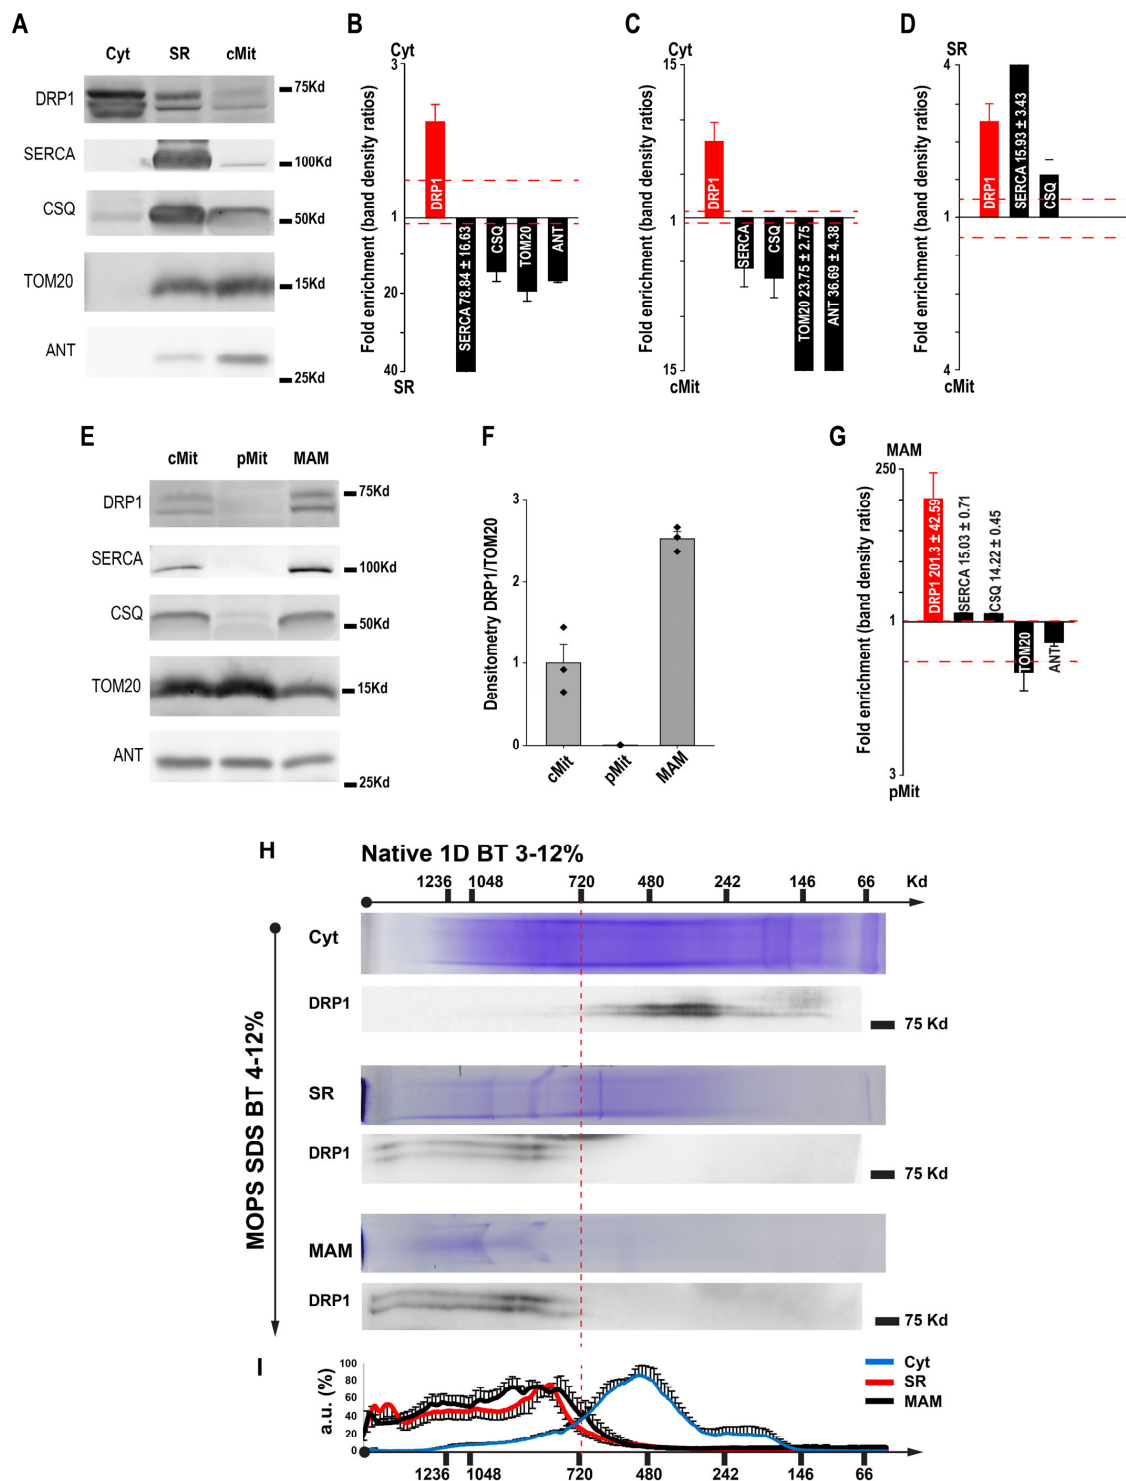 A
Cyt SR cMit
DRP1
75Kd
SERCA
100Kd
CSQ
50Kd
TOM20
15Kd
ANT
25Kd
B
Cyt
3
1
20
40
SR
Fold enrichment (band density ratios)
DRP1
SERCA 78.84 ± 16.63
CSQ
TOM20
ANT
C
Cyt
15
1
15
cMit
Fold enrichment (band density ratios)
DRP1
SERCA
CSQ
TOM20 23.75 ± 2.75
ANT 36.69 ± 4.38
D
SR
4
1
4
cMit
Fold enrichment (band density ratios)
DRP1
SERCA 15.93 ± 3.43
CSQ
E
cMit pMit MAM
DRP1
75Kd
SERCA
100Kd
CSQ
50Kd
TOM20
15Kd
ANT
25Kd
F
Densitometry DRP1/TOM20
3
2
1
0
cMit pMit MAM
G
MAM
250
1
3
pMit
Fold enrichment (band density ratios)
DRP1 201.3 ± 42.59
SERCA 15.03 ± 0.71
CSQ 14.22 ± 0.45
TOM20
ANT
H
Native 1D BT 3-12%
1236 1048 720 480 242 146 66 Kd
MOPS SDS BT 4-12%
Cyt
DRP1
75 Kd
SR
DRP1
75 Kd
MAM
DRP1
75 Kd
I
a.u. (%)
100
80
60
40
20
0
Cyt
SR
MAM
1236 1048 720 480 242 146 66